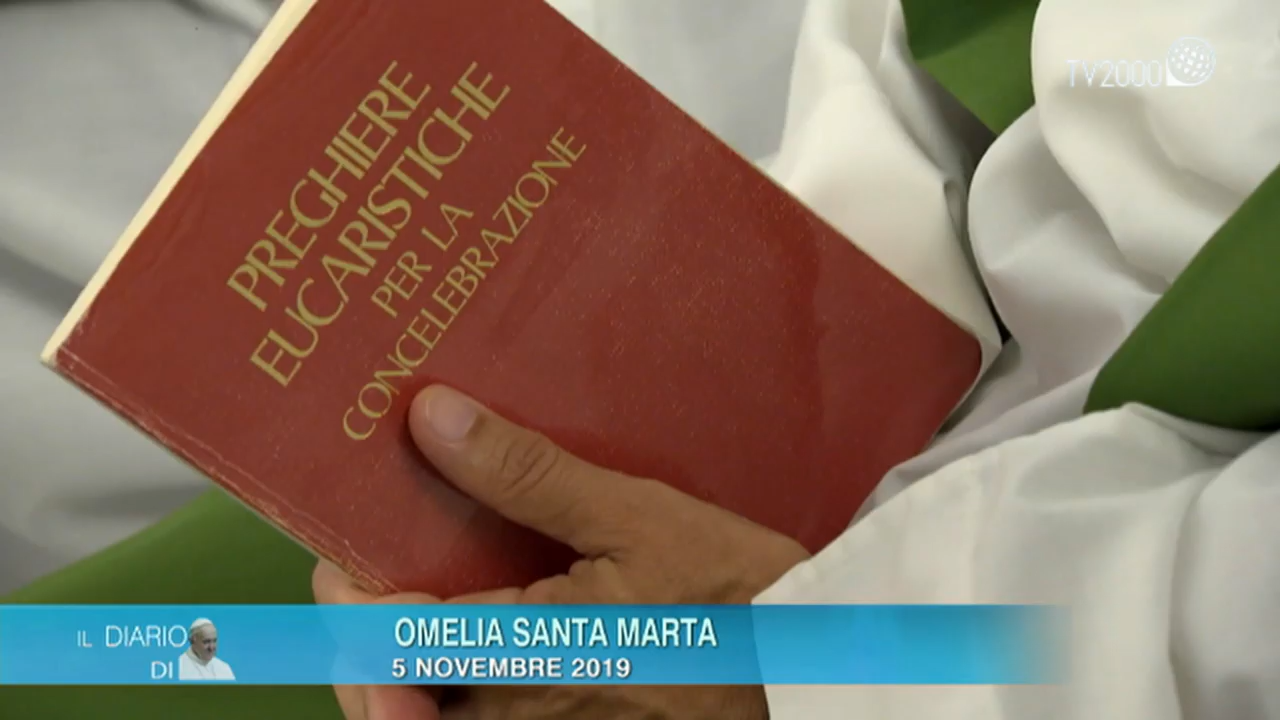 PREGHIERE
EUCARISTICHE
PER LA
CONCELEBRAZIONE
TV2000
IL DIARIO
DI
OMELIA SANTA MARTA
5 NOVEMBRE 2019